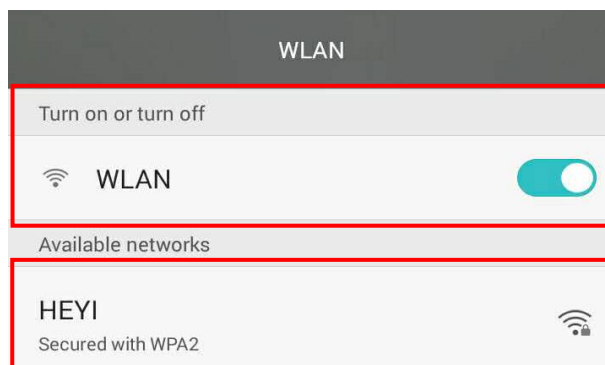 WLAN
Turn on or turn off
WLAN
Available networks
HEYI
Secured with WPA2